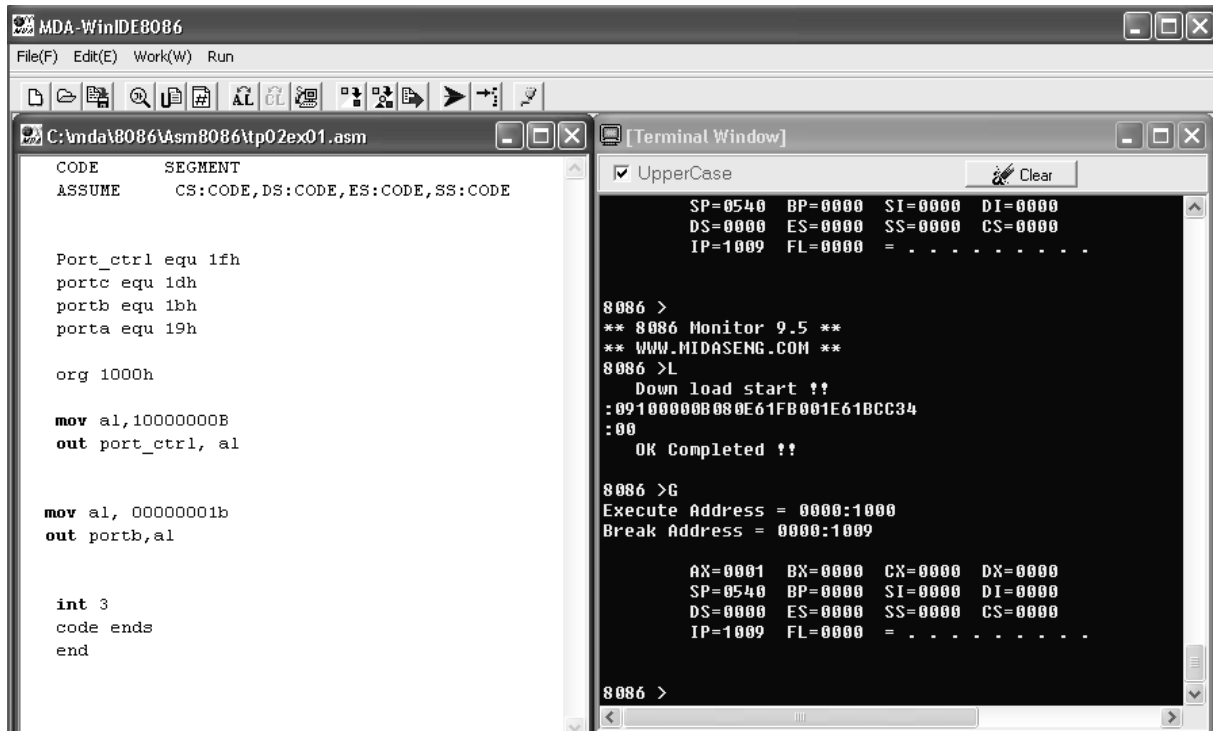 MDA-WinIDE8086
File(F) Edit(E) Work(W) Run
C:\mda\8086\Asm8086\tp02ex01.asm
CODE SEGMENT
ASSUME CS:CODE,DS:CODE,ES:CODE,SS:CODE
Port_ctrl equ 1fh
portc equ 1dh
portb equ 1bh
porta equ 19h
org 1000h
mov al,10000000B
out port_ctrl, al
mov al, 00000001b
out portb,al
int 3
code ends
end
[Terminal Window]
UpperCase Clear
SP=0540 BP=0000 SI=0000 DI=0000
DS=0000 ES=0000 SS=0000 CS=0000
IP=1009 FL=0000 = . . . . . . . . .
8086 >
** 8086 Monitor 9.5 **
** WWW.MIDASENG.COM **
8086 >L
Down load start !!
:09100000B080E61FB001E61BCC34
:00
OK Completed !!
8086 >G
Execute Address = 0000:1000
Break Address = 0000:1009
AX=0001 BX=0000 CX=0000 DX=0000
SP=0540 BP=0000 SI=0000 DI=0000
DS=0000 ES=0000 SS=0000 CS=0000
IP=1009 FL=0000 = . . . . . . . . .
8086 >